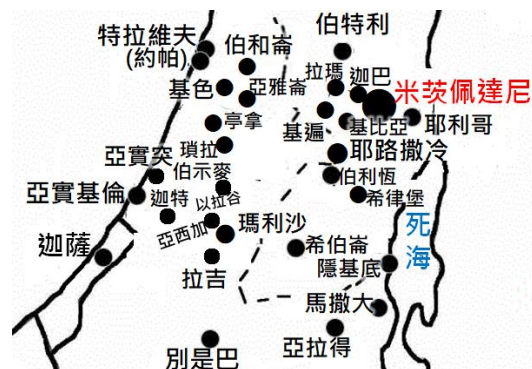 特拉維夫
(約帕)
伯和崙
伯特利
拉瑪
迦巴
米茨佩達尼
基色
亞雅崙
亭拿
基遍
基比亞
耶利哥
瑣拉
耶路撒冷
亞實突
伯示麥
伯利恆
希律堡
亞實基倫
迦特
以拉谷
亞西加
瑪利沙
死海
迦薩
希伯崙
隱基底
拉吉
馬撒大
別是巴
亞拉得